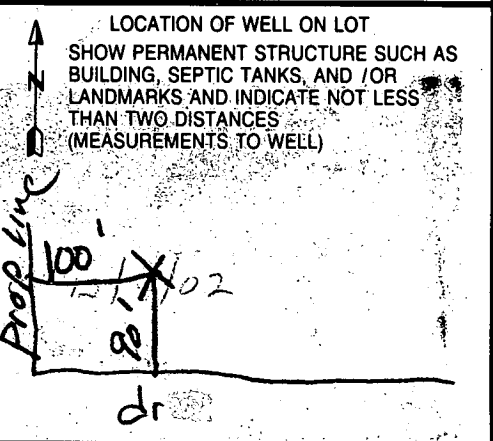 LOCATION OF WELL ON LOT
SHOW PERMANENT STRUCTURE SUCH AS
BUILDING, SEPTIC TANKS, AND /OR
LANDMARKS AND INDICATE NOT LESS
THAN TWO DISTANCES
(MEASUREMENTS TO WELL)
N
Prop Line
100'
90'
dr